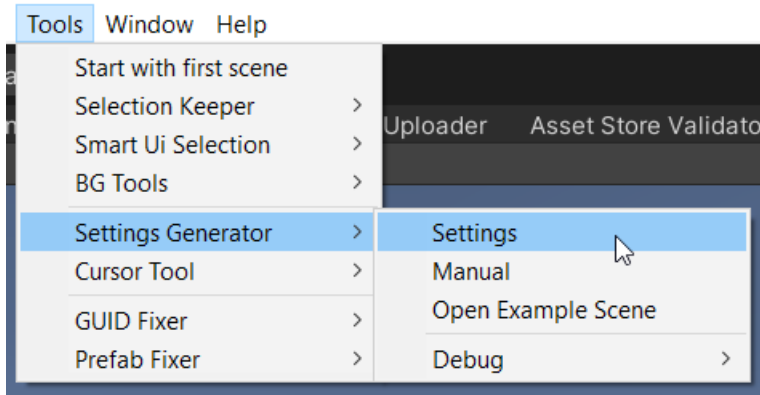 Tools Window Help
Start with first scene
Selection Keeper
Uploader Asset Store Validato
Smart Ui Selection
BG Tools
Settings Generator
Settings
Cursor Tool
Manual
Open Example Scene
GUID Fixer
Prefab Fixer
Debug